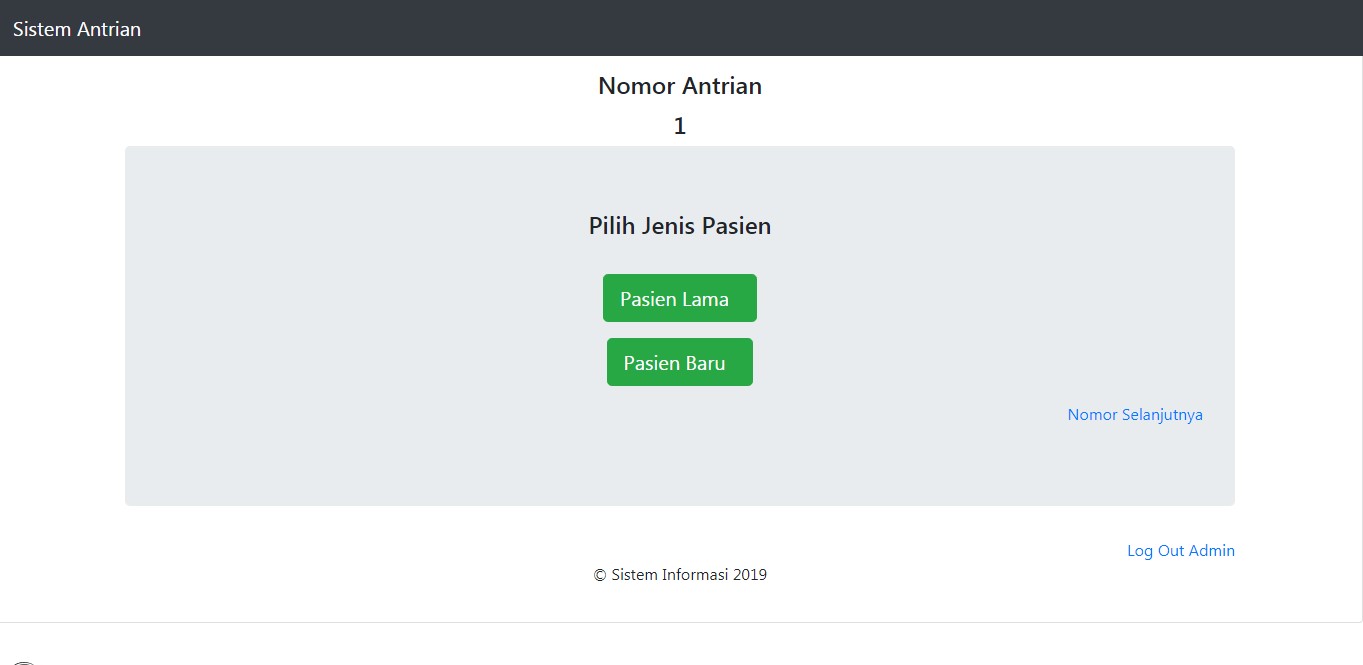 Sistem Antrian
Nomor Antrian
1
Pilih Jenis Pasien
Pasien Lama
Pasien Baru
Nomor Selanjutnya
Log Out Admin
© Sistem Informasi 2019